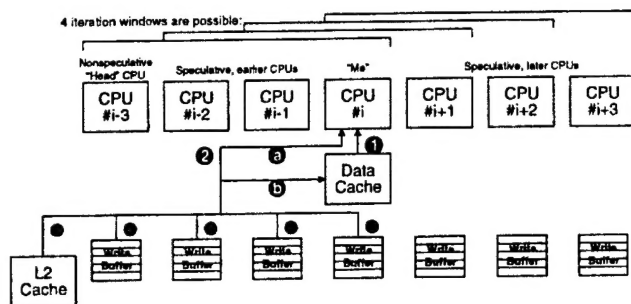 4 iteration windows are possible:
Nonspeculative
"Head" CPU
Speculative, earlier CPUs
"Me"
Speculative, later CPUs
CPU
#i-3
CPU
#i-2
CPU
#i-1
CPU
#i
CPU
#i+1
CPU
#i+2
CPU
#i+3
2
a
1
b
Data
Cache
L2
Cache
Write
Buffer
Write
Buffer
Write
Buffer
Write
Buffer
Write
Buffer
Write
Buffer
Write
Buffer